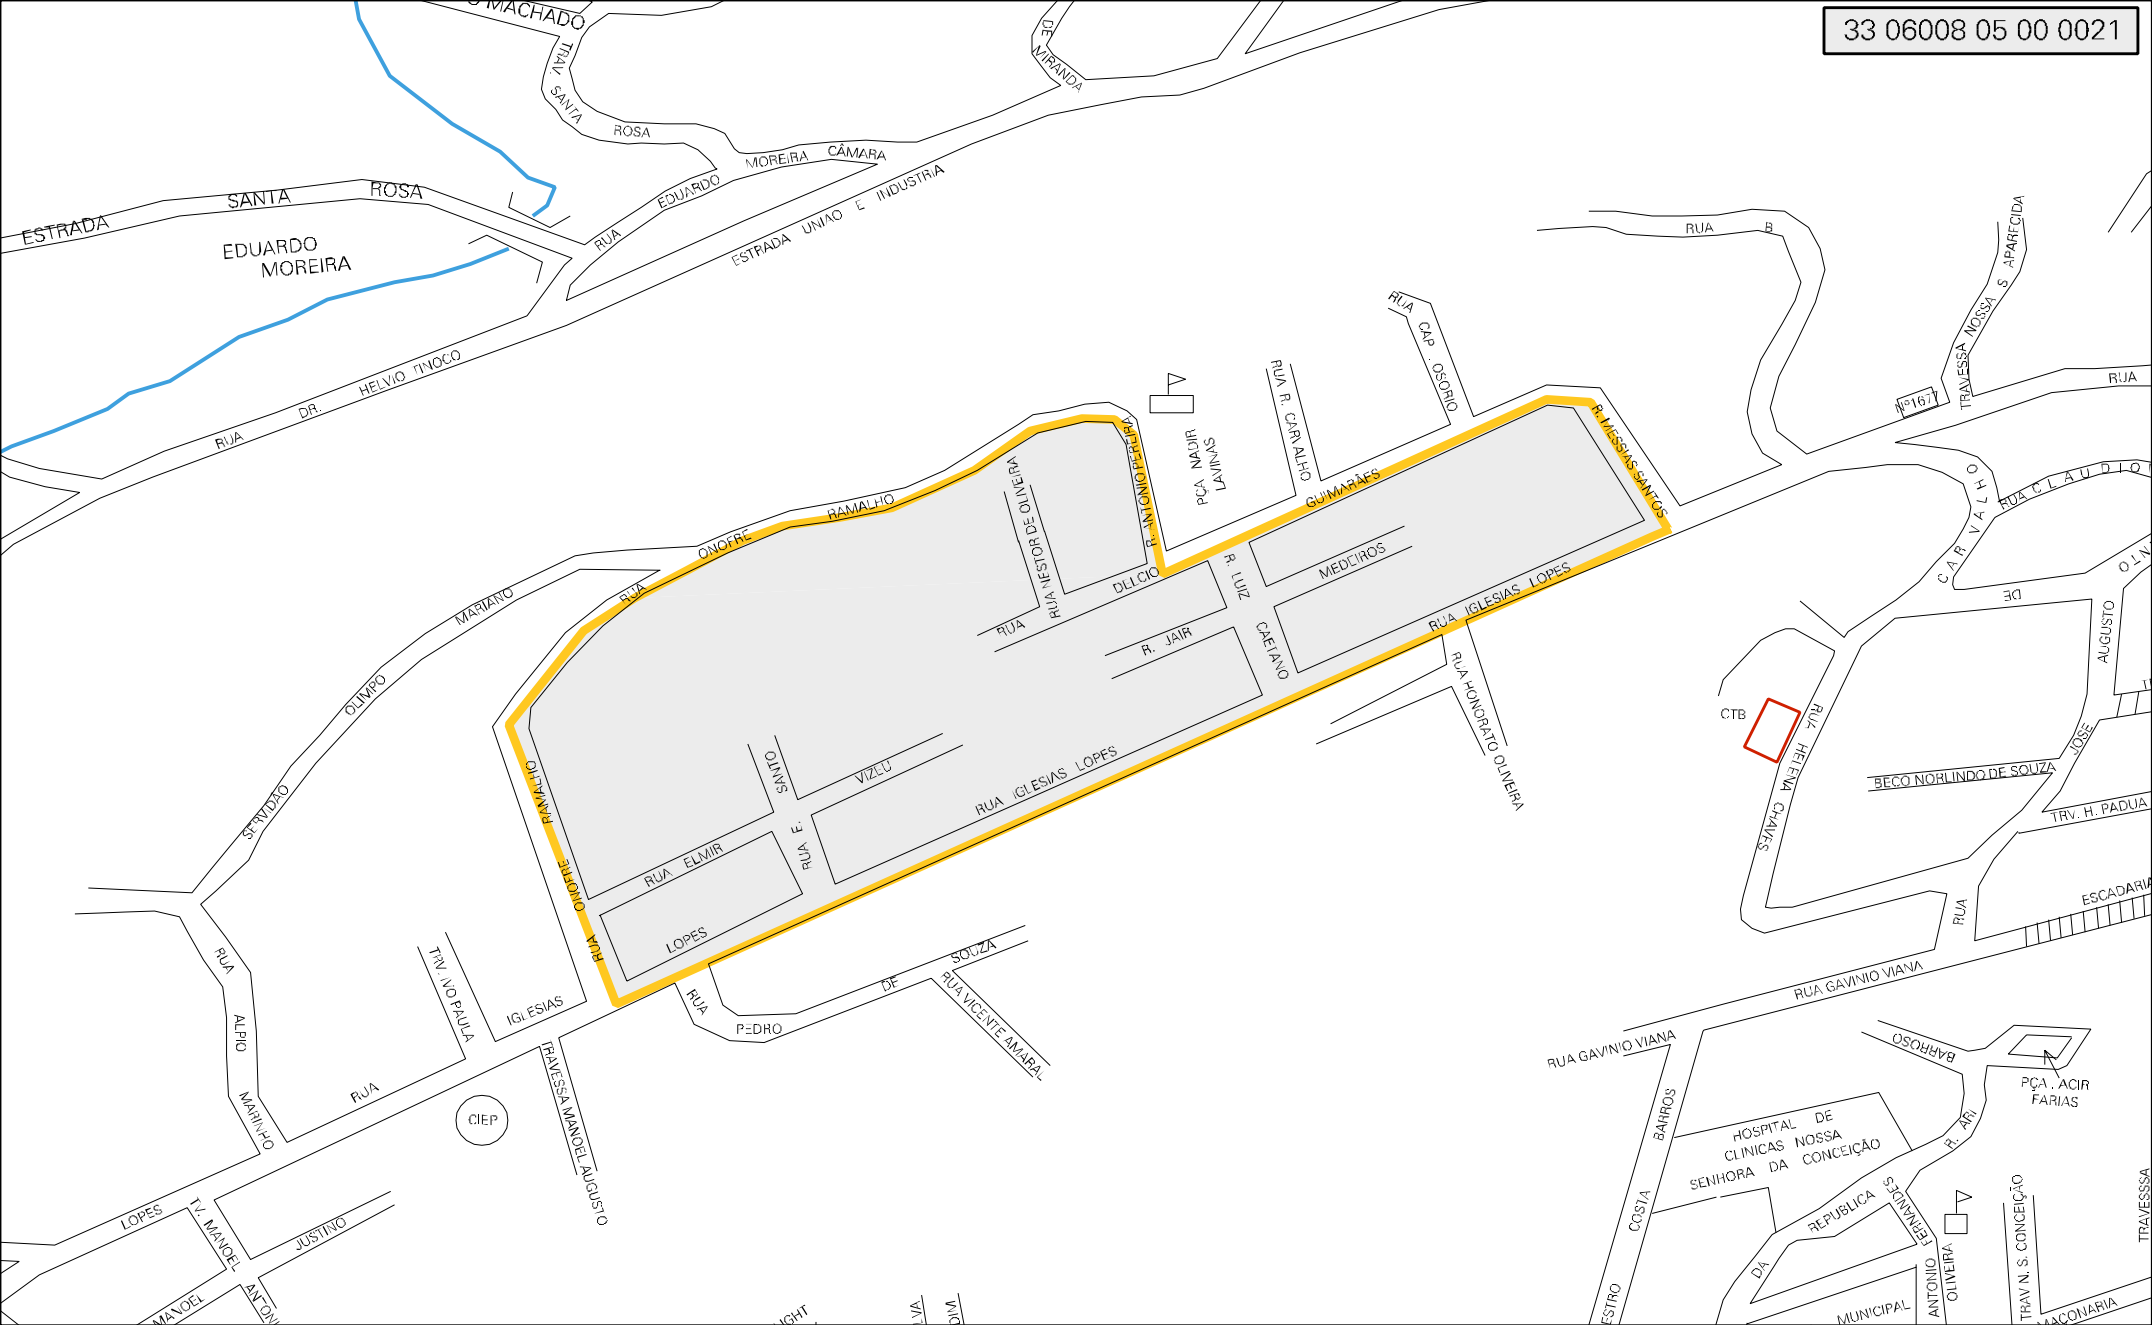 33 06008 05 00 0021
MACHADO
TRAV. SANTA ROSA
DE MIRANDA
MOREIRA CÂMARA
RUA EDUARDO
ESTRADA UNIAO E INDUSTRIA
ESTRADA SANTA ROSA
EDUARDO
MOREIRA
RUA DR. HELVIO TINOCO
RUA B
TRAVESSA NOSSA S APARECIDA
Nº1677
RUA
RUA CAP. OSORIO
RUA R. CARVALHO
PÇA NADIR
LAVINAS
R. MESSIAS SANTOS
R. ANTONIO PEREIRA
RUA NESTOR DE OLIVEIRA
RUA DELCIO GUIMARÃES
RUA ONOFRE RAMALHO
R. LUIZ CAETANO
MEDEIROS
R. JAIR
RUA IGLESIAS LOPES
RUA HONORATO OLIVEIRA
SERVIDÃO OLIMPO MARIANO
RUA ONOFRE RAMALHO
RUA E. SANTO
RUA ELMIR VIZEU
RUA IGLESIAS LOPES
LOPES
RUA PEDRO DE SOUZA
RUA VICENTE AMARAL
RUA ALPIO MARINHO
TRV. IVO PAULA
RUA IGLESIAS
CIEP
TRAVESSA MANOEL AUGUSTO
LOPES
TV. MANOEL
MANOEL JUSTINO
CARVALHO
RUA CLAUDIO
DE
AUGUSTO
JOSE
RUA
CTB
RUA HELENA CHAVES
BECO NORLINDO DE SOUZA
TRV. H. PADUA
ESCADARIA
RUA GAVINIO VIANA
RUA GAVINIO VIANA
BARROSO
R. ARI
PÇA . ACIR
FARIAS
COSTA BARROS
HOSPITAL DE
CLINICAS NOSSA
SENHORA DA CONCEIÇÃO
DA REPUBLICA
FERNANDES
ANTONIO
OLIVEIRA
TRAV N. S. CONCEIÇÃO
TRAVESSSA
MUNICIPAL
MAÇONARIA